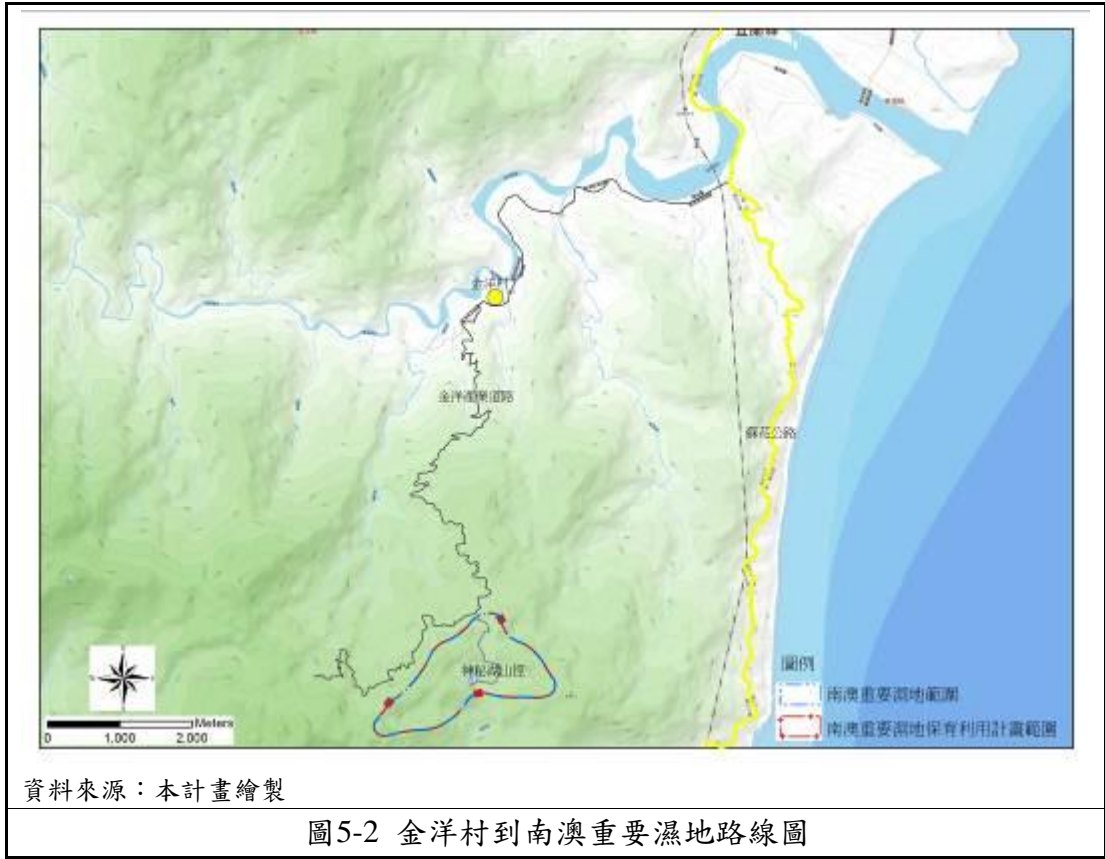 宜蘭縣
金洋村
金洋產業道路
蘇花公路
神秘湖山徑
圖例
南澳重要濕地範圍
南澳重要濕地保育利用計畫範圍
Meters
0 1,000 2,000
資料來源：本計畫繪製
圖5-2 金洋村到南澳重要濕地路線圖